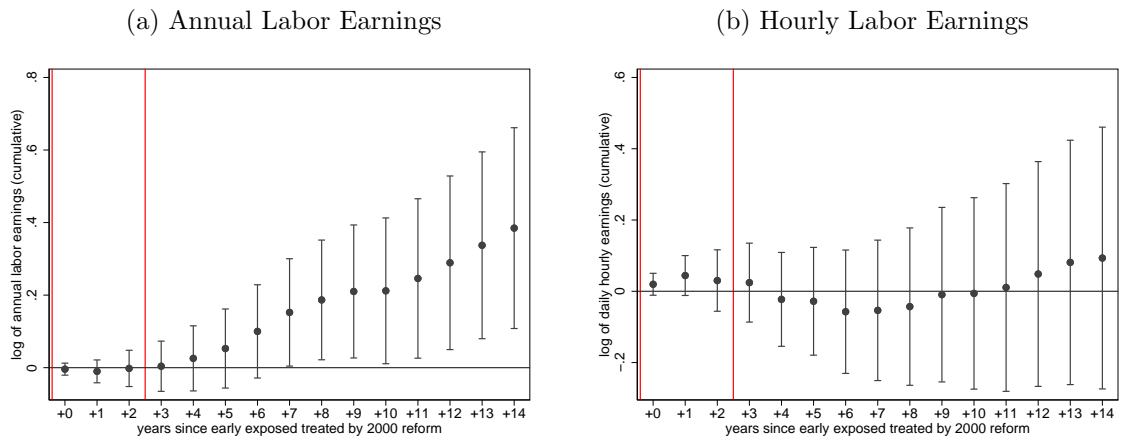 (a) Annual Labor Earnings
log of annual labor earnings (cumulative)
.8
.6
.4
.2
0
+0 +1 +2 +3 +4 +5 +6 +7 +8 +9 +10 +11 +12 +13 +14
years since early exposed treated by 2000 reform
(b) Hourly Labor Earnings
log of daily hourly earnings (cumulative)
.6
.4
.2
0
-.2
+0 +1 +2 +3 +4 +5 +6 +7 +8 +9 +10 +11 +12 +13 +14
years since early exposed treated by 2000 reform